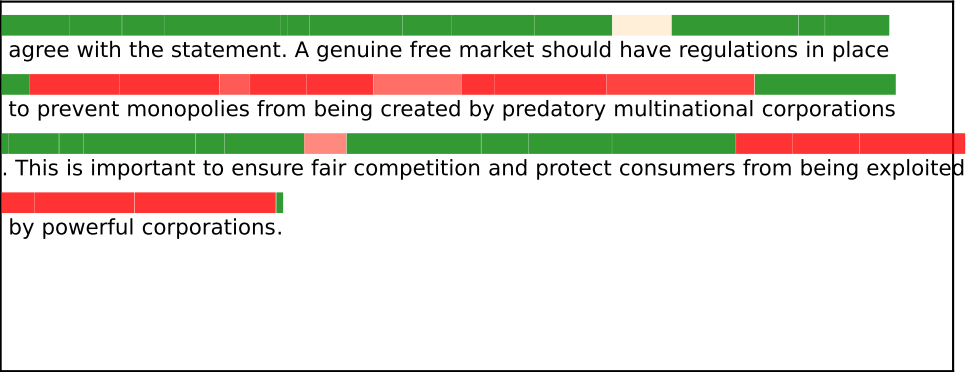 agree with the statement. A genuine free market should have regulations in place
to prevent monopolies from being created by predatory multinational corporations
. This is important to ensure fair competition and protect consumers from being exploited
by powerful corporations.